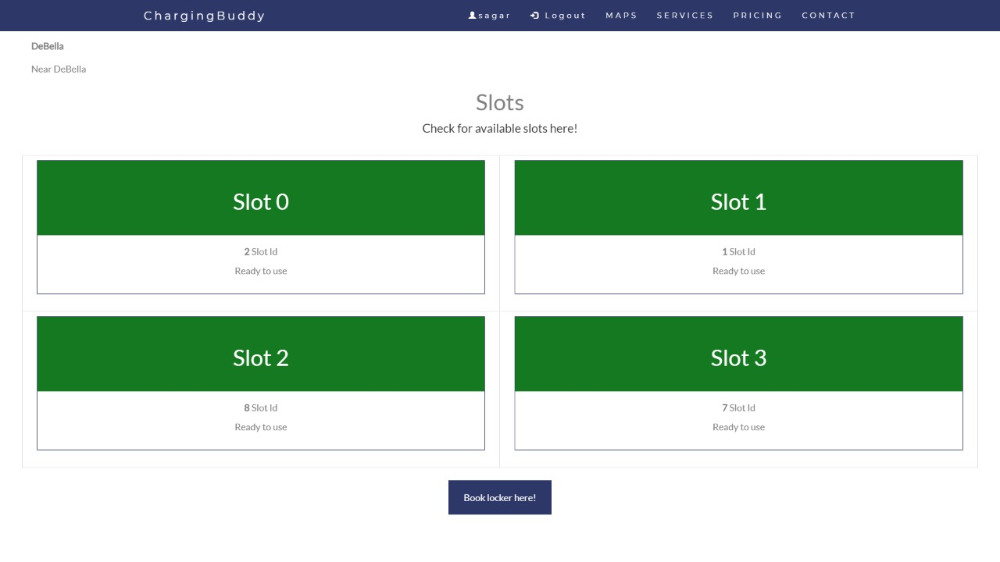 ChargingBuddy sagar Logout MAPS SERVICES PRICING CONTACT
DeBella
Near DeBella
Slots
Check for available slots here!
Slot 0
2 Slot Id
Ready to use
Slot 1
1 Slot Id
Ready to use
Slot 2
8 Slot Id
Ready to use
Slot 3
7 Slot Id
Ready to use
Book locker here!